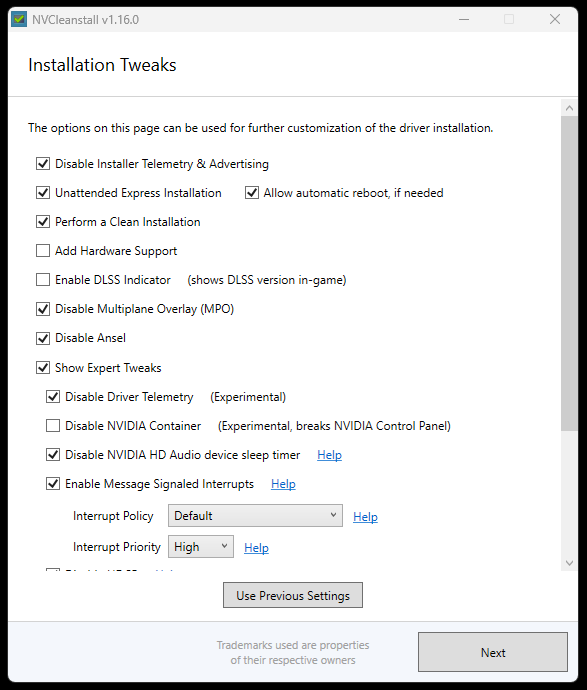 NVCleanstall v1.16.0
Installation Tweaks
The options on this page can be used for further customization of the driver installation.
Disable Installer Telemetry & Advertising
Unattended Express Installation Allow automatic reboot, if needed
Perform a Clean Installation
Add Hardware Support
Enable DLSS Indicator (shows DLSS version in-game)
Disable Multiplane Overlay (MPO)
Disable Ansel
Show Expert Tweaks
Disable Driver Telemetry (Experimental)
Disable NVIDIA Container (Experimental, breaks NVIDIA Control Panel)
Disable NVIDIA HD Audio device sleep timer Help
Enable Message Signaled Interrupts Help
Interrupt Policy Default Help
Interrupt Priority High Help
Use Previous Settings
Trademarks used are properties
of their respective owners
Next